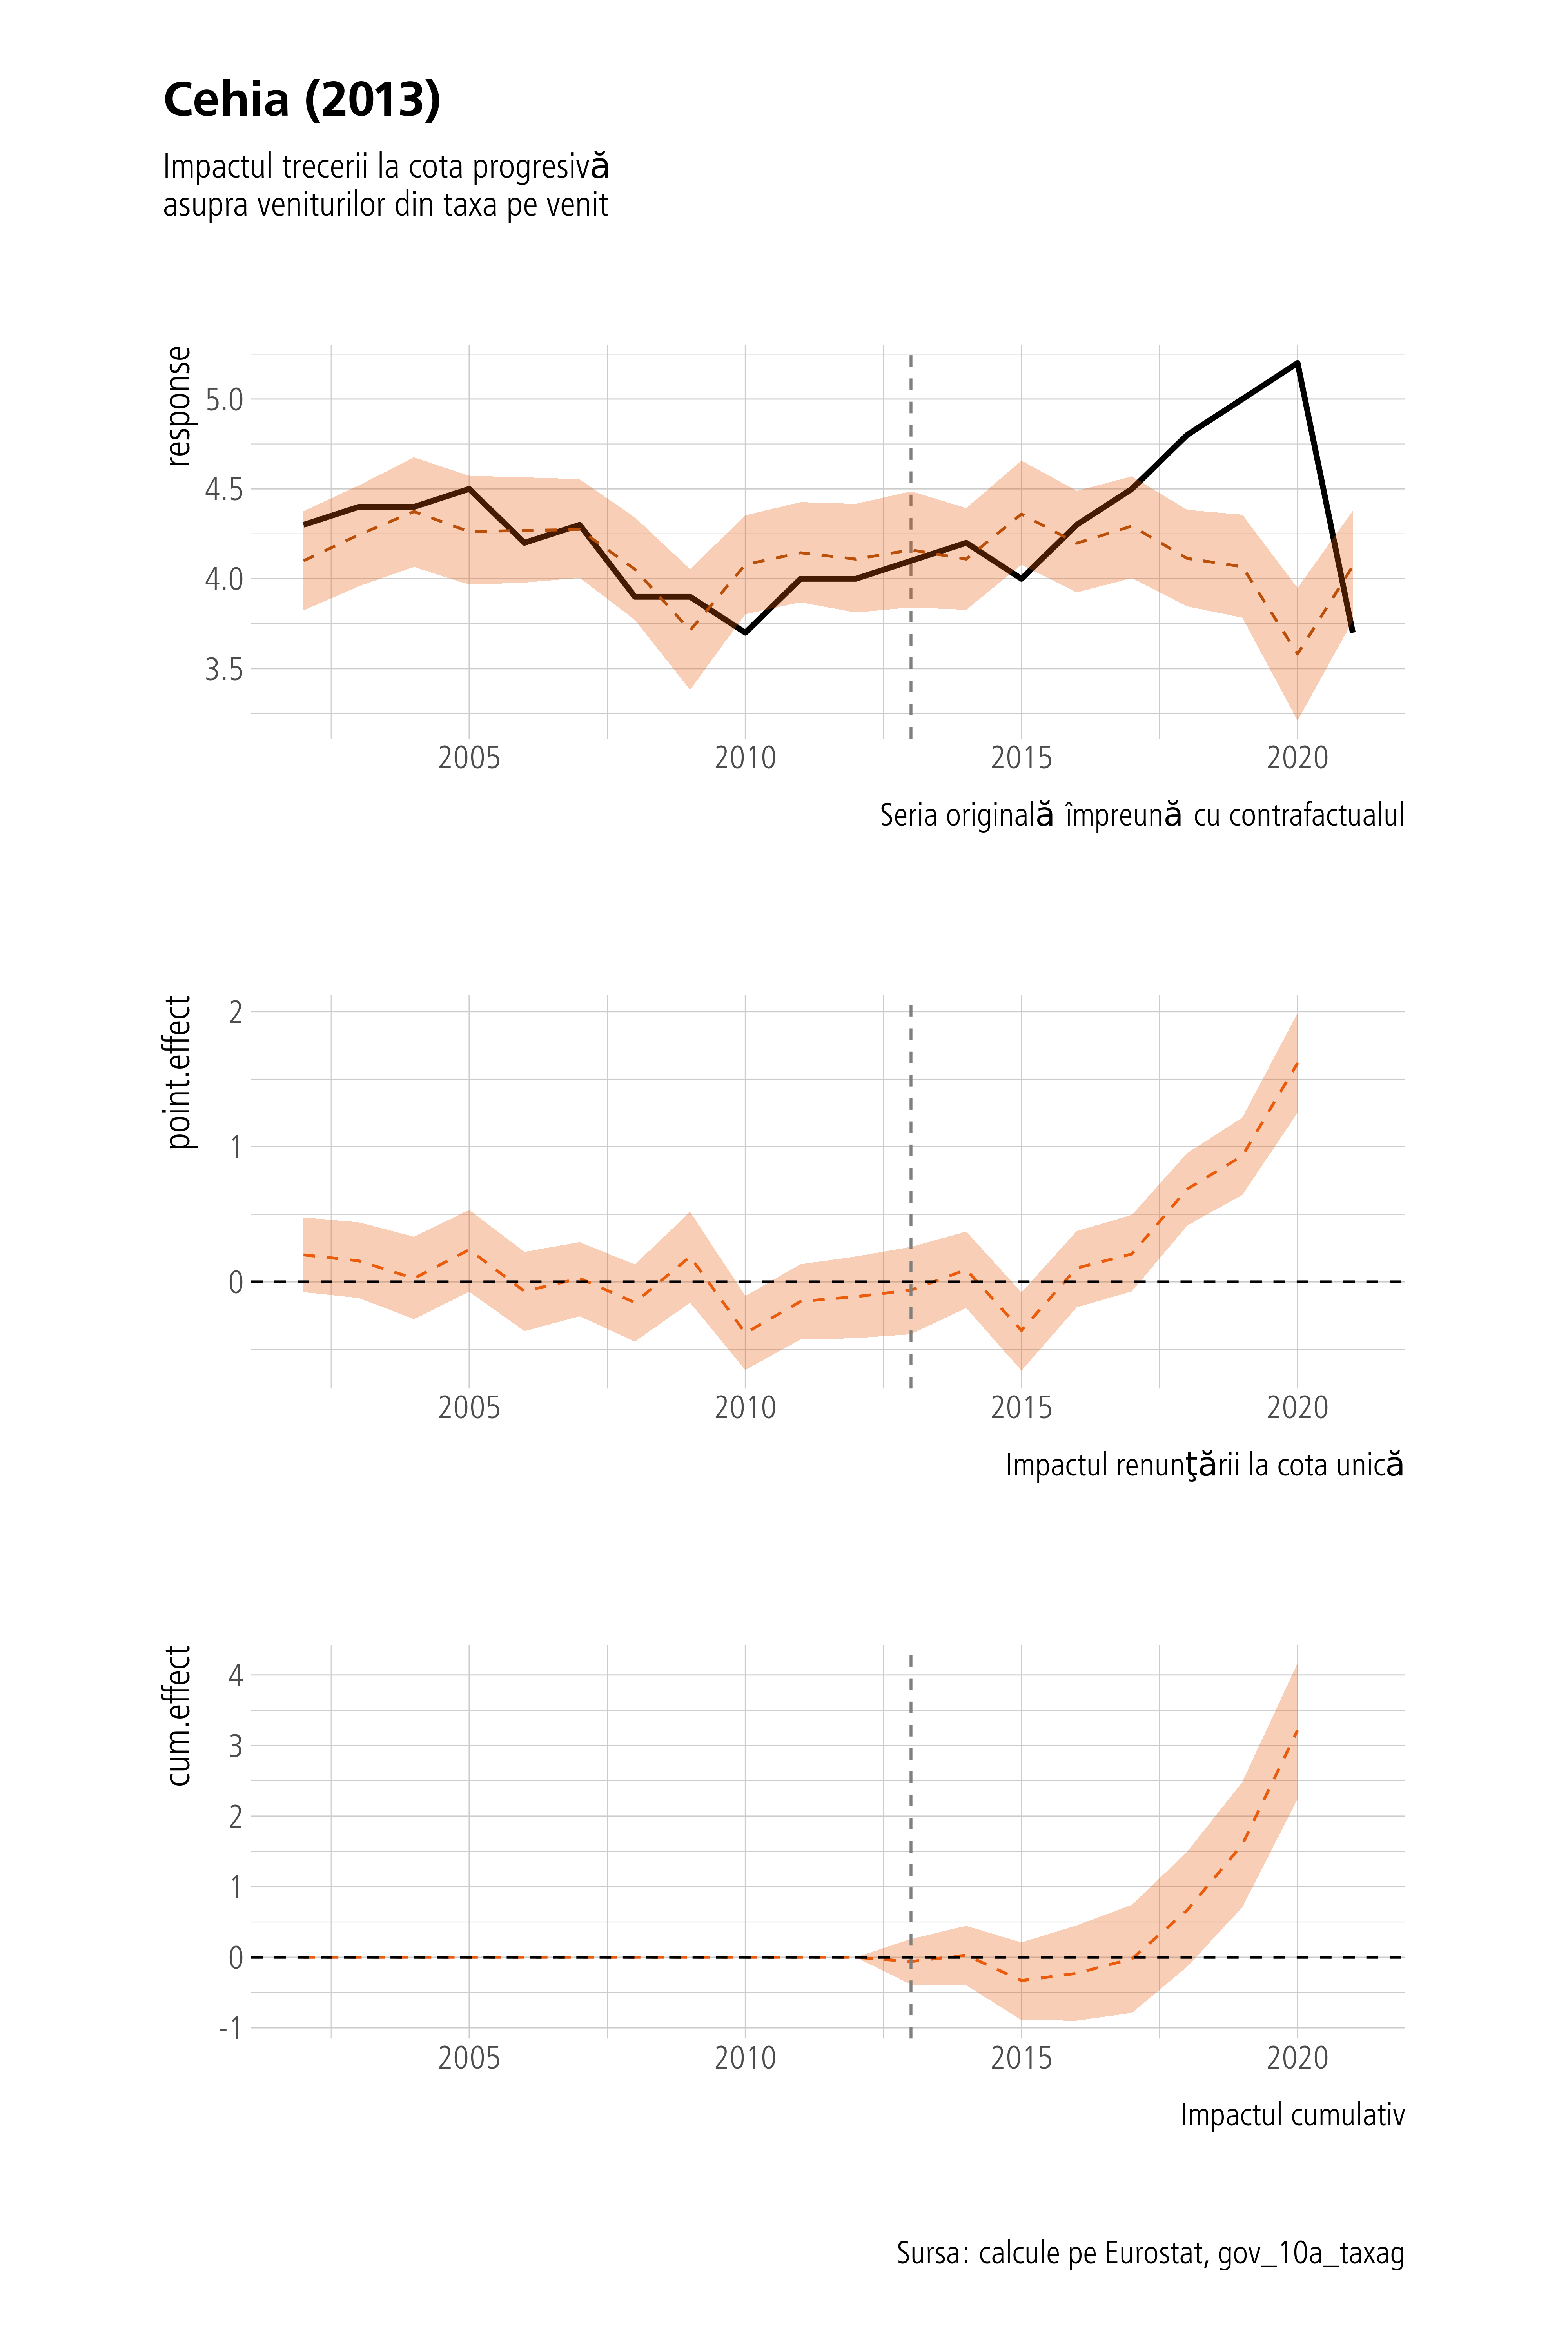 Cehia (2013)
Impactul trecerii la cota progresivă
asupra veniturilor din taxa pe venit
response
5.0
4.5
4.0
3.5
2005 2010 2015 2020
Seria originală împreună cu contrafactualul
point.effect
2
1
0
2005 2010 2015 2020
Impactul renunţării la cota unică
cum.effect
4
3
2
1
0
-1
2005 2010 2015 2020
Impactul cumulativ
Sursa: calcule pe Eurostat, gov_10a_taxag